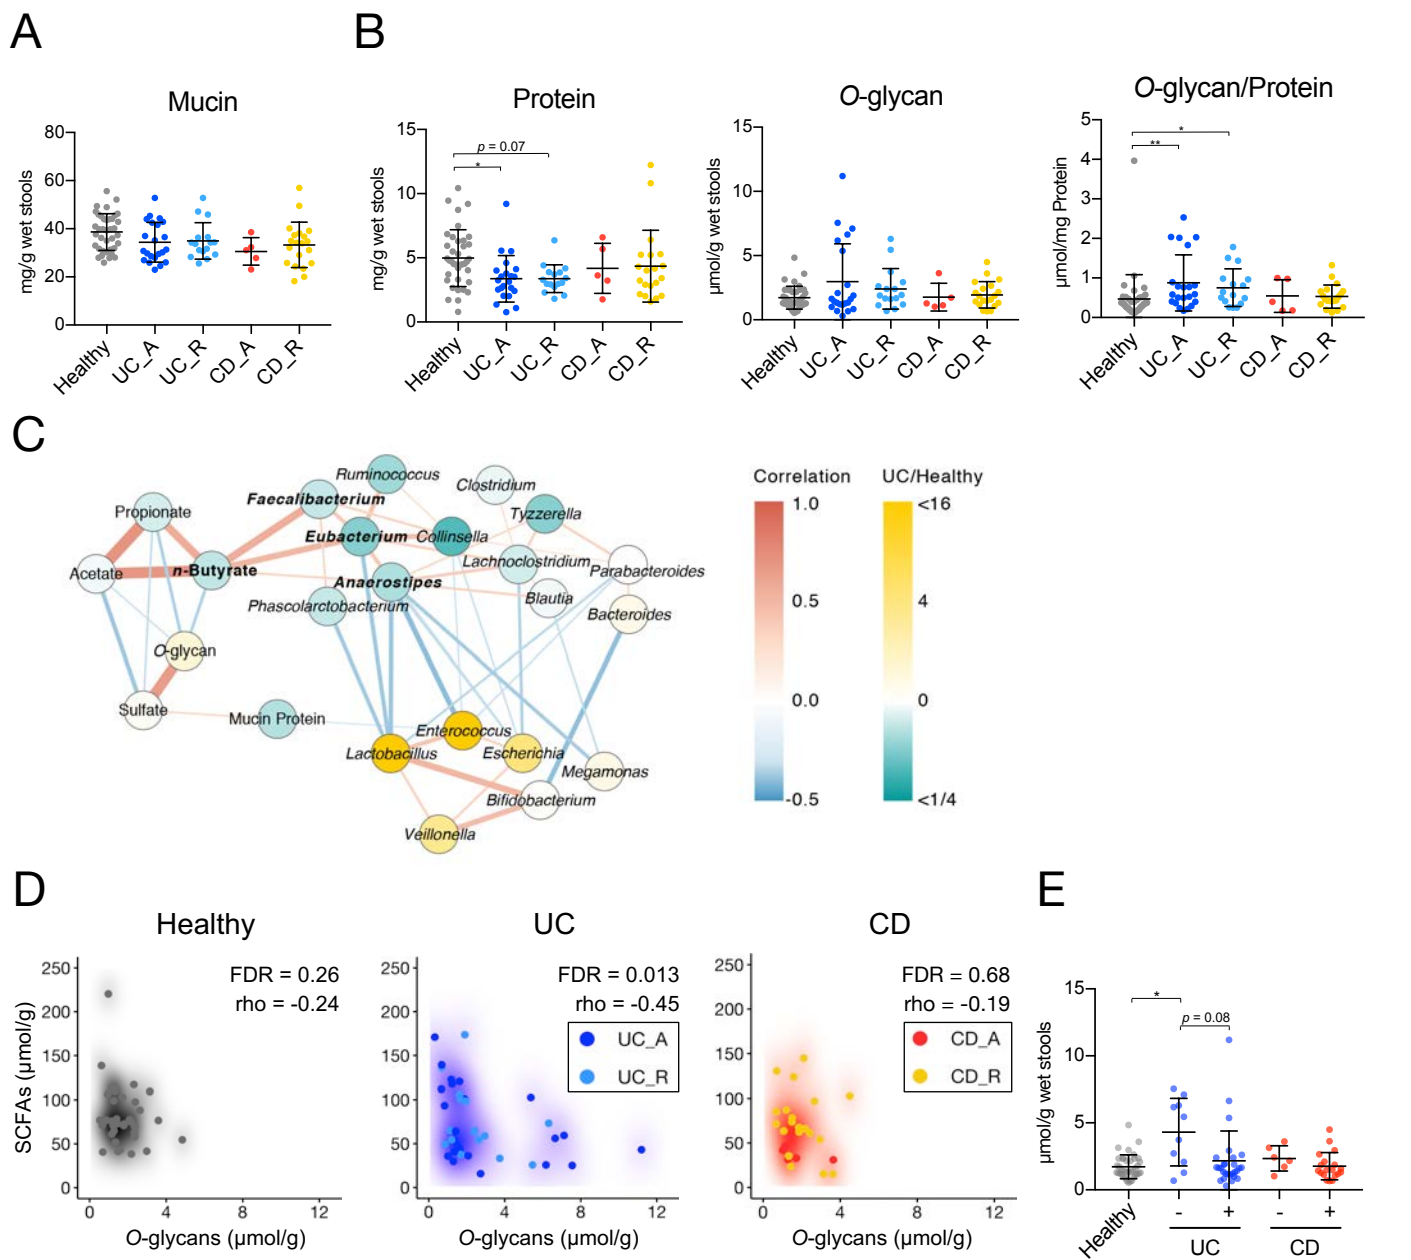 A
B
Mucin
Protein
O-glycan
O-glycan/Protein
mg/g wet stools
80
60
40
20
0
Healthy
UC_A
UC_R
CD_A
CD_R
mg/g wet stools
15
10
5
0
p = 0.07
*
Healthy
UC_A
UC_R
CD_A
CD_R
μmol/g wet stools
15
10
5
0
Healthy
UC_A
UC_R
CD_A
CD_R
μmol/mg Protein
5
4
3
2
1
0
*
**
Healthy
UC_A
UC_R
CD_A
CD_R
C
Ruminococcus
Clostridium
Faecalibacterium
Propionate
Tyzzerella
Eubacterium
Collinsella
Lachnoclostridium
Acetate
n-Butyrate
Parabacteroides
Anaerostipes
Phascolarctobacterium
Blautia
Bacteroides
O-glycan
Sulfate
Mucin Protein
Enterococcus
Lactobacillus
Escherichia
Megamonas
Bifidobacterium
Veillonella
Correlation
1.0
0.5
0.0
-0.5
UC/Healthy
<16
4
0
<1/4
D
Healthy
UC
CD
SCFAs (μmol/g)
250
200
150
100
50
0
FDR = 0.26
rho = -0.24
0 4 8 12
O-glycans (μmol/g)
250
200
150
100
50
0
FDR = 0.013
rho = -0.45
UC_A
UC_R
0 4 8 12
O-glycans (μmol/g)
250
200
150
100
50
0
FDR = 0.68
rho = -0.19
CD_A
CD_R
0 4 8 12
O-glycans (μmol/g)
E
μmol/g wet stools
15
10
5
0
*
p = 0.08
Healthy
- + - +
UC CD